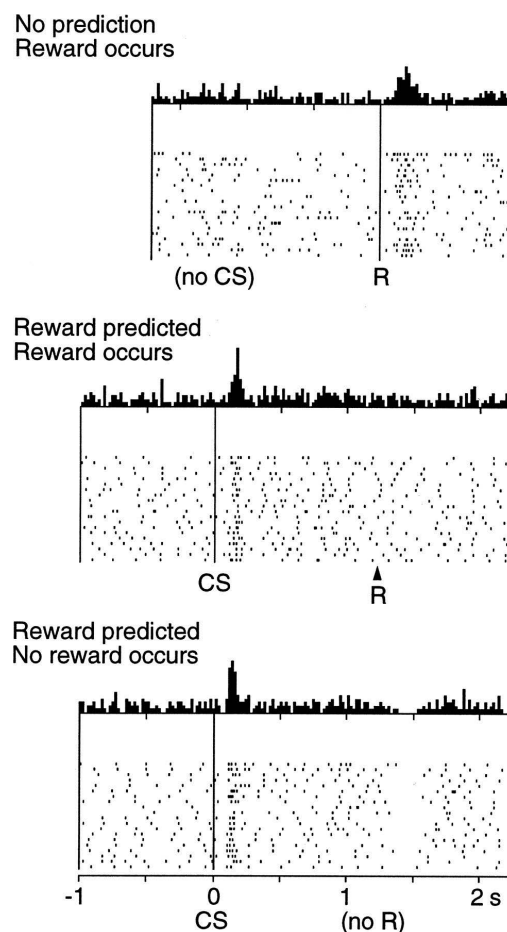 No prediction
Reward occurs
(no CS)
R
Reward predicted
Reward occurs
CS
R
Reward predicted
No reward occurs
-1
0
1
2 s
CS
(no R)